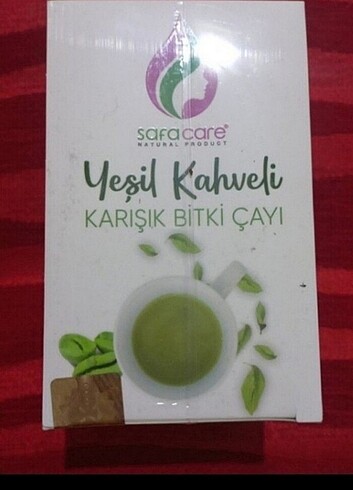 safacare®
NATURAL PRODUCT
Yeşil Kahveli
KARIŞIK BİTKİ ÇAYI